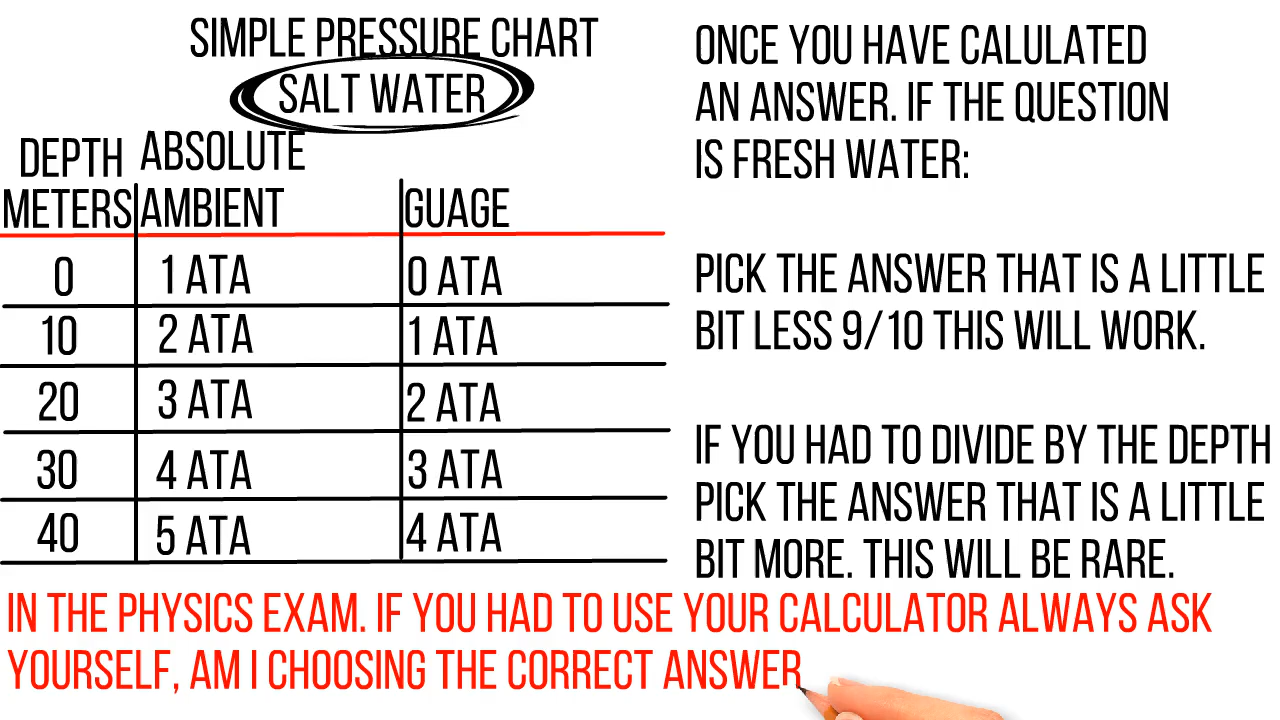 SIMPLE PRESSURE CHART
SALT WATER
DEPTH METERS | ABSOLUTE AMBIENT | GUAGE
0 | 1 ATA | 0 ATA
10 | 2 ATA | 1 ATA
20 | 3 ATA | 2 ATA
30 | 4 ATA | 3 ATA
40 | 5 ATA | 4 ATA
ONCE YOU HAVE CALULATED
AN ANSWER. IF THE QUESTION
IS FRESH WATER:
PICK THE ANSWER THAT IS A LITTLE
BIT LESS 9/10 THIS WILL WORK.
IF YOU HAD TO DIVIDE BY THE DEPTH
PICK THE ANSWER THAT IS A LITTLE
BIT MORE. THIS WILL BE RARE.
IN THE PHYSICS EXAM. IF YOU HAD TO USE YOUR CALCULATOR ALWAYS ASK
YOURSELF, AM I CHOOSING THE CORRECT ANSWER